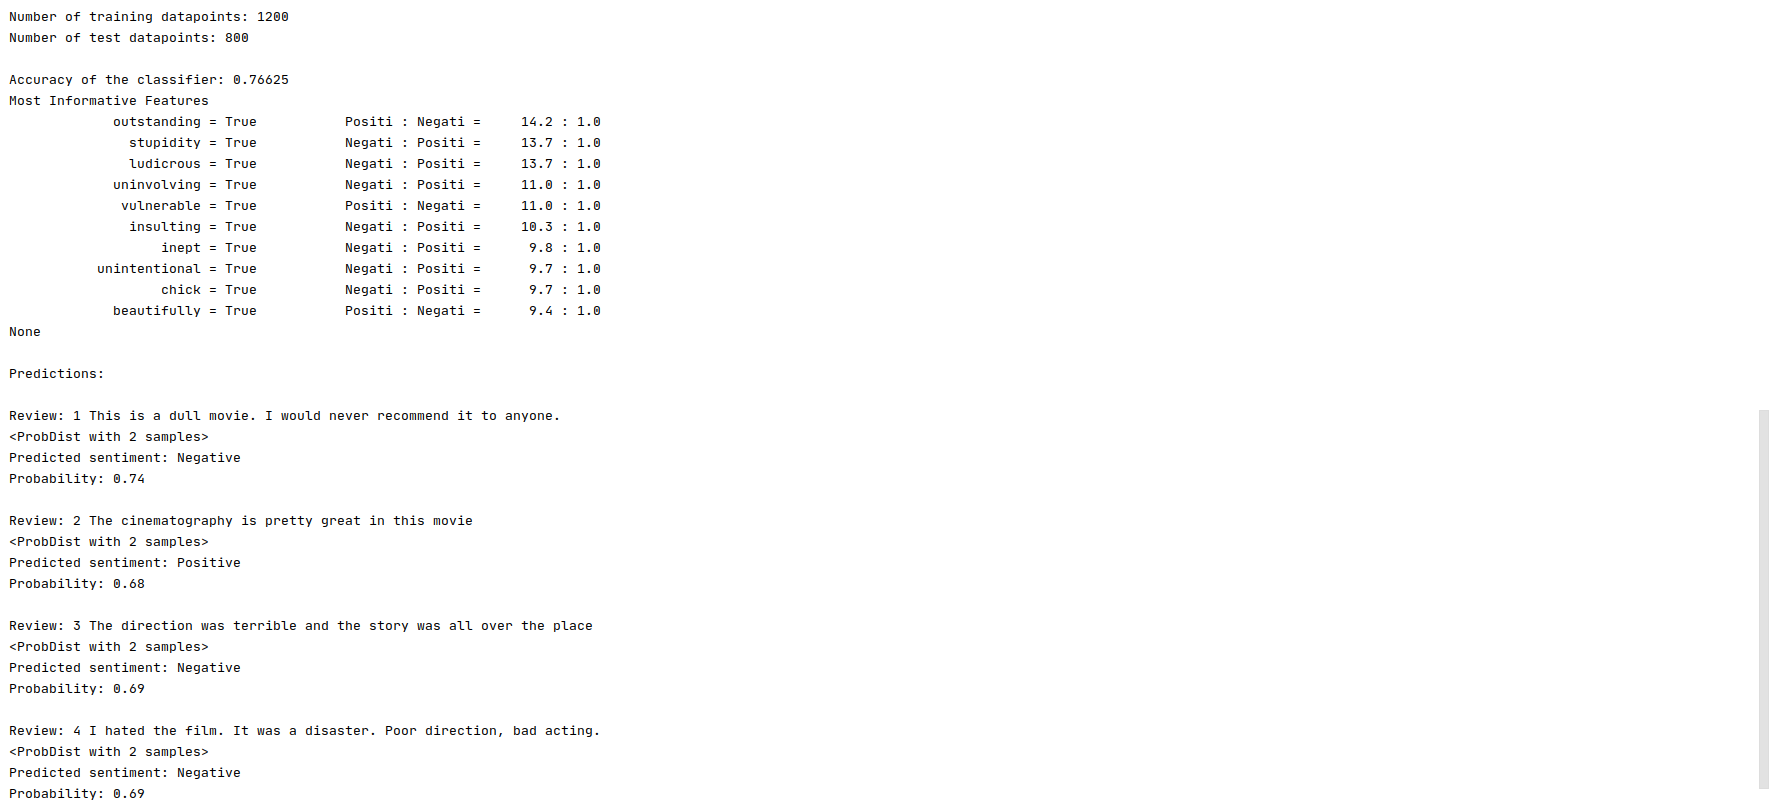 Number of training datapoints: 1200
Number of test datapoints: 800
Accuracy of the classifier: 0.76625
Most Informative Features
outstanding = True Positi : Negati = 14.2 : 1.0
stupidity = True Negati : Positi = 13.7 : 1.0
ludicrous = True Negati : Positi = 13.7 : 1.0
uninvolving = True Negati : Positi = 11.0 : 1.0
vulnerable = True Positi : Negati = 11.0 : 1.0
insulting = True Negati : Positi = 10.3 : 1.0
inept = True Negati : Positi = 9.8 : 1.0
unintentional = True Negati : Positi = 9.7 : 1.0
chick = True Negati : Positi = 9.7 : 1.0
beautifully = True Positi : Negati = 9.4 : 1.0
None
Predictions:
Review: 1 This is a dull movie. I would never recommend it to anyone.
<ProbDist with 2 samples>
Predicted sentiment: Negative
Probability: 0.74
Review: 2 The cinematography is pretty great in this movie
<ProbDist with 2 samples>
Predicted sentiment: Positive
Probability: 0.68
Review: 3 The direction was terrible and the story was all over the place
<ProbDist with 2 samples>
Predicted sentiment: Negative
Probability: 0.69
Review: 4 I hated the film. It was a disaster. Poor direction, bad acting.
<ProbDist with 2 samples>
Predicted sentiment: Negative
Probability: 0.69